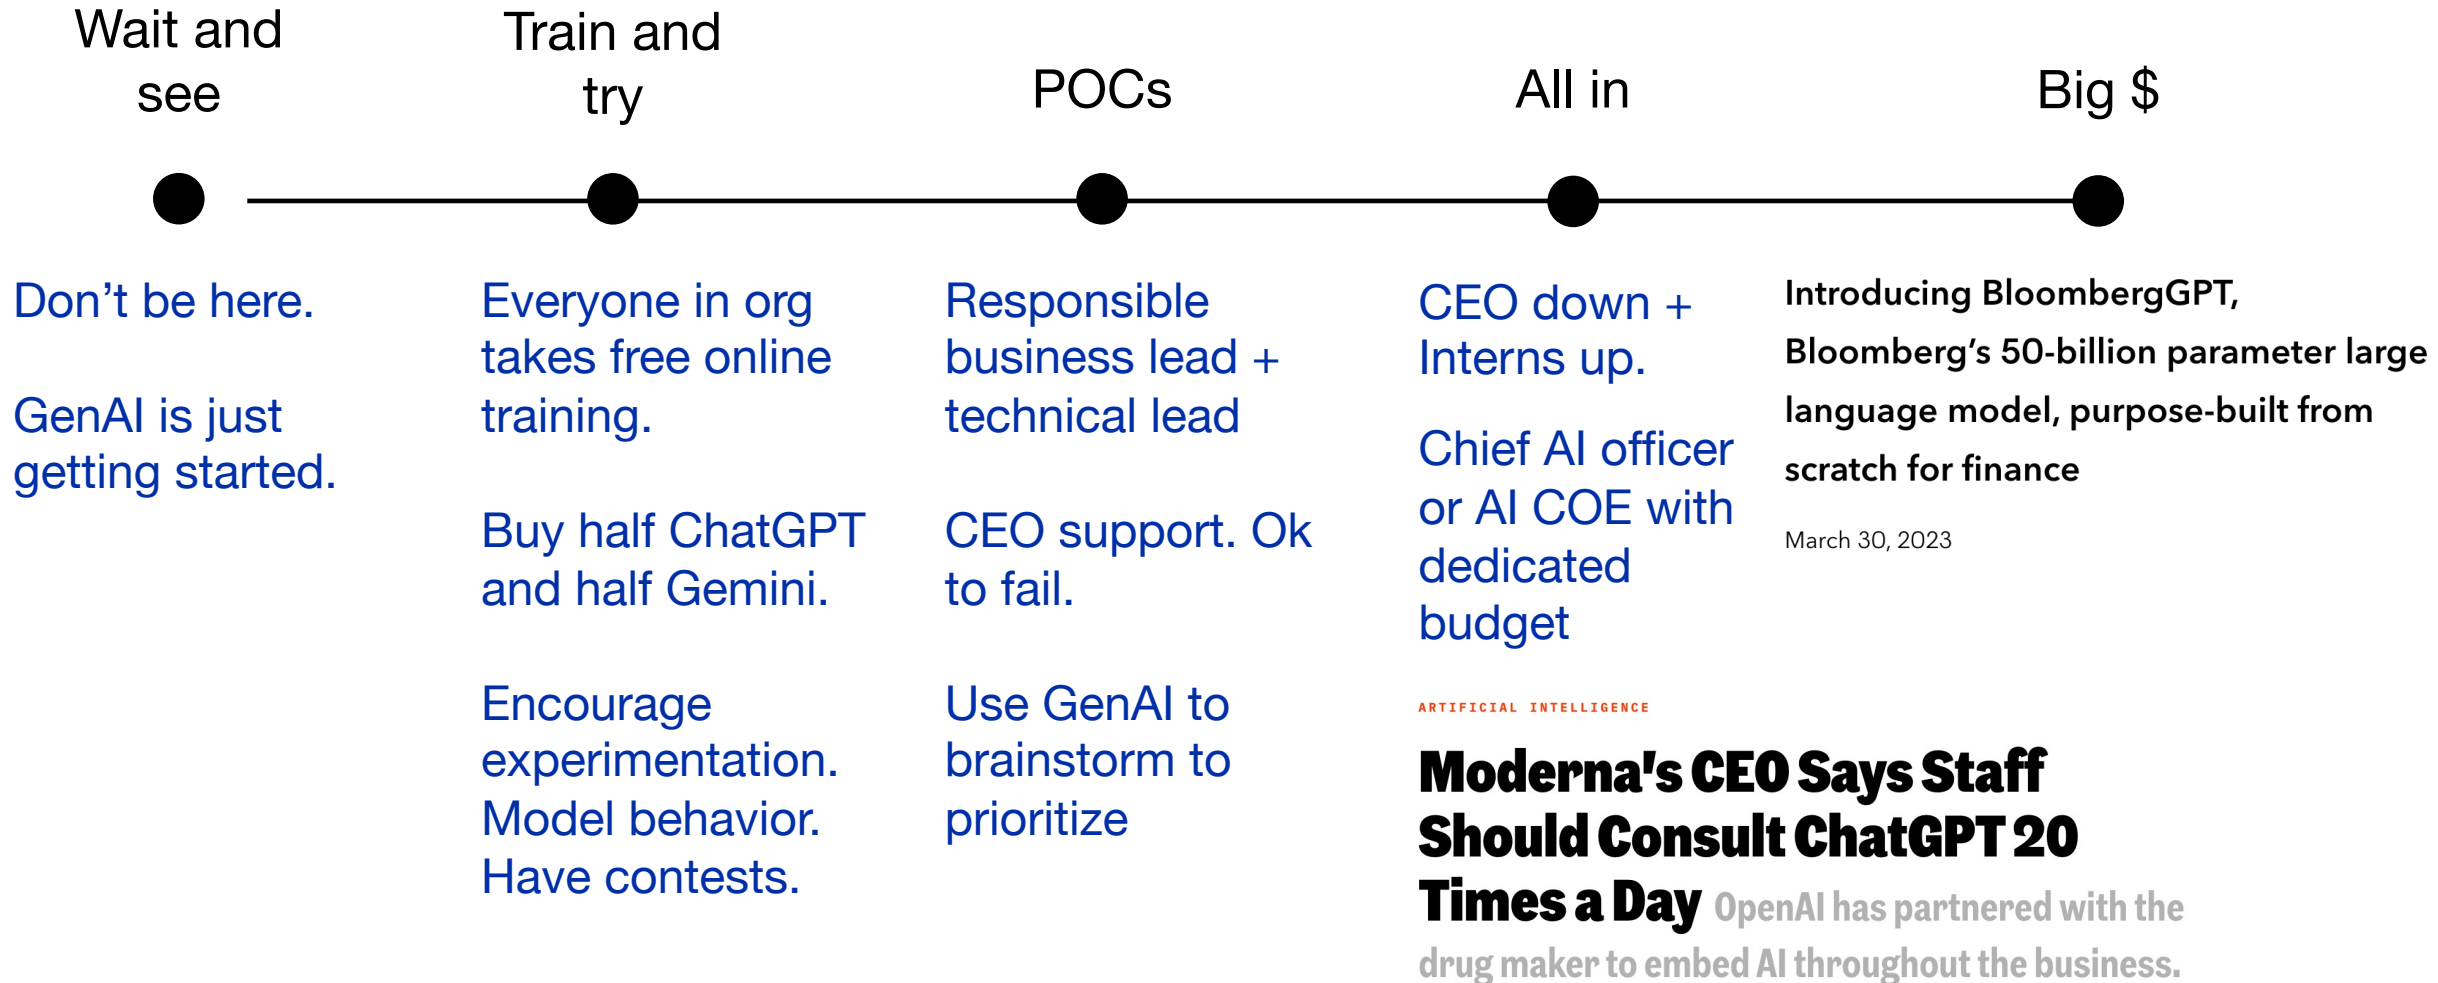 Wait and
see
Train and
try
POCs
All in
Big $
Don’t be here.
GenAI is just
getting started.
Everyone in org
takes free online
training.
Buy half ChatGPT
and half Gemini.
Encourage
experimentation.
Model behavior.
Have contests.
Responsible
business lead +
technical lead
CEO support. Ok
to fail.
Use GenAI to
brainstorm to
prioritize
CEO down +
Interns up.
Chief AI officer
or AI COE with
dedicated
budget
ARTIFICIAL INTELLIGENCE
Moderna's CEO Says Staff
Should Consult ChatGPT 20
Times a Day OpenAI has partnered with the
drug maker to embed AI throughout the business.
Introducing BloombergGPT,
Bloomberg’s 50-billion parameter large
language model, purpose-built from
scratch for finance
March 30, 2023